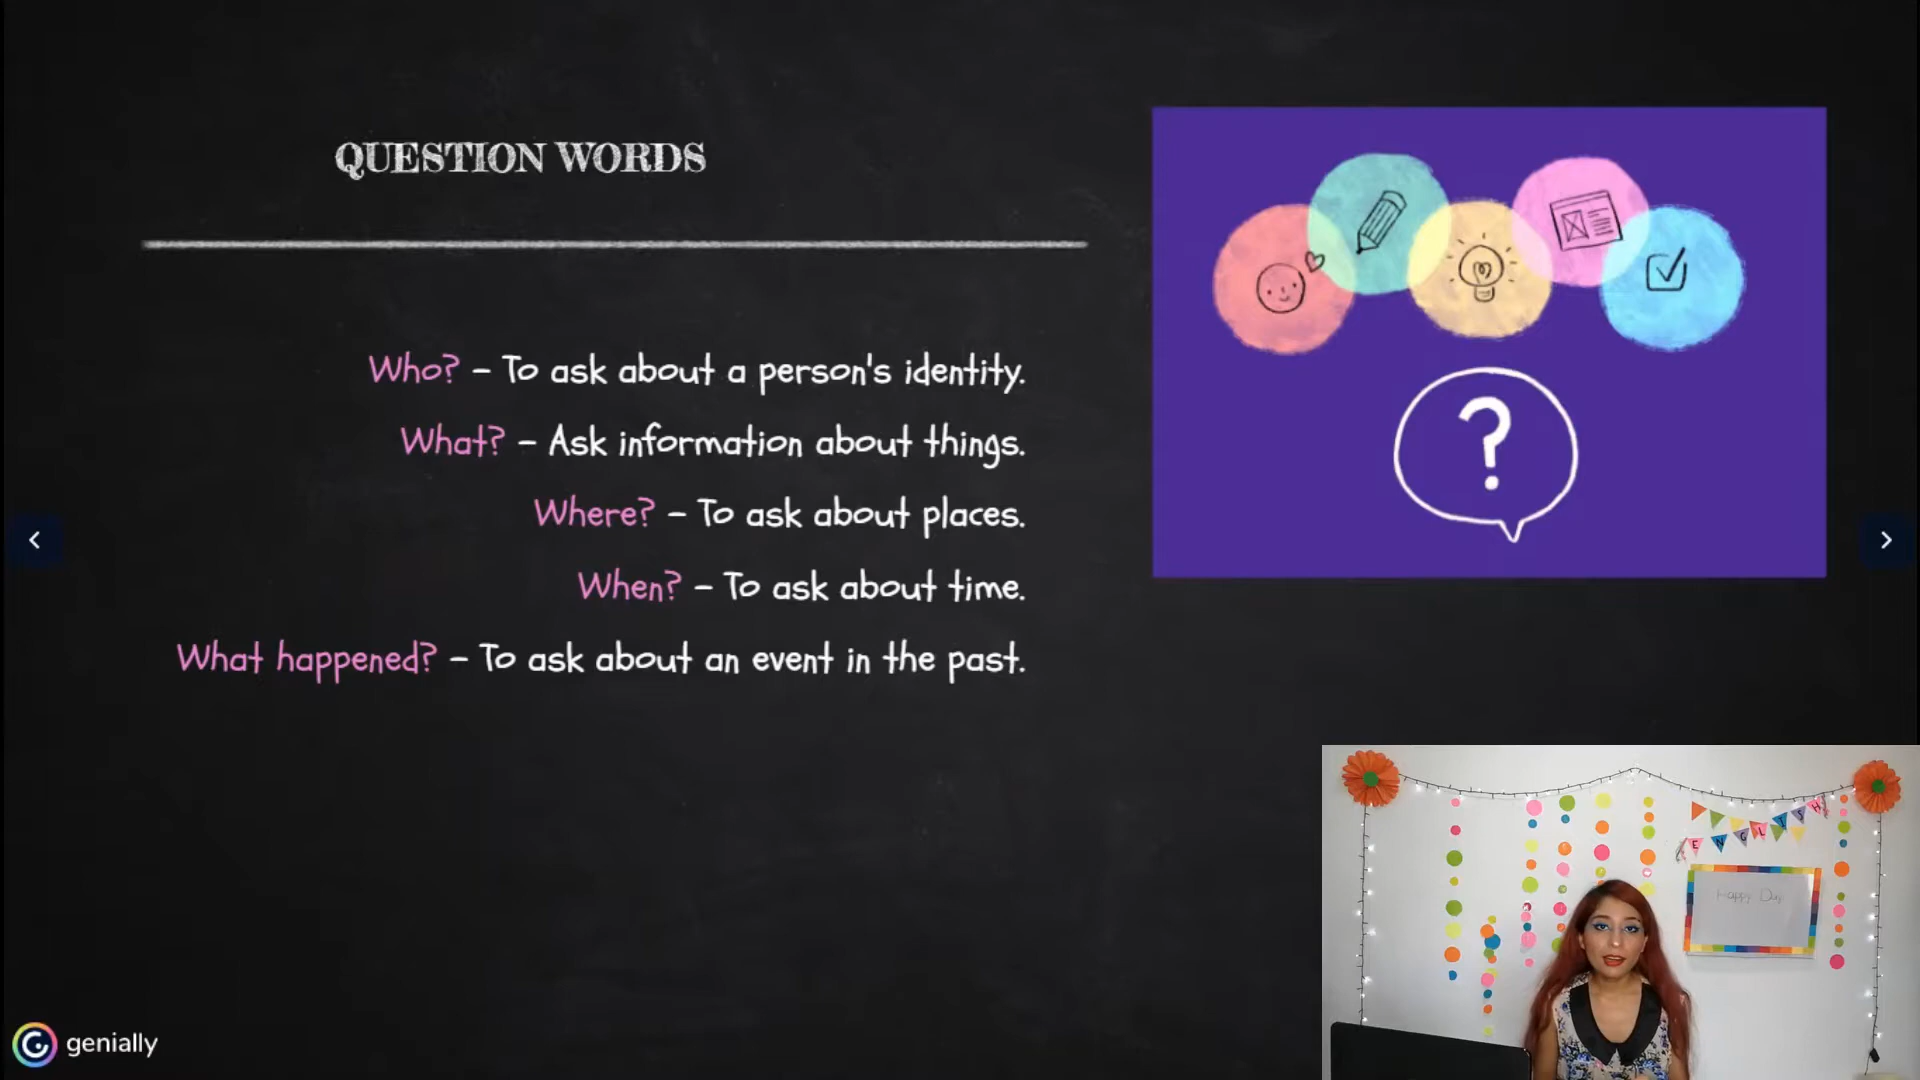 QUESTION WORDS
Who? – To ask about a person's identity.
What? – Ask information about things.
Where? – To ask about places.
When? – To ask about time.
What happened? – To ask about an event in the past.
?
ENGLISH
Happy Day
genially